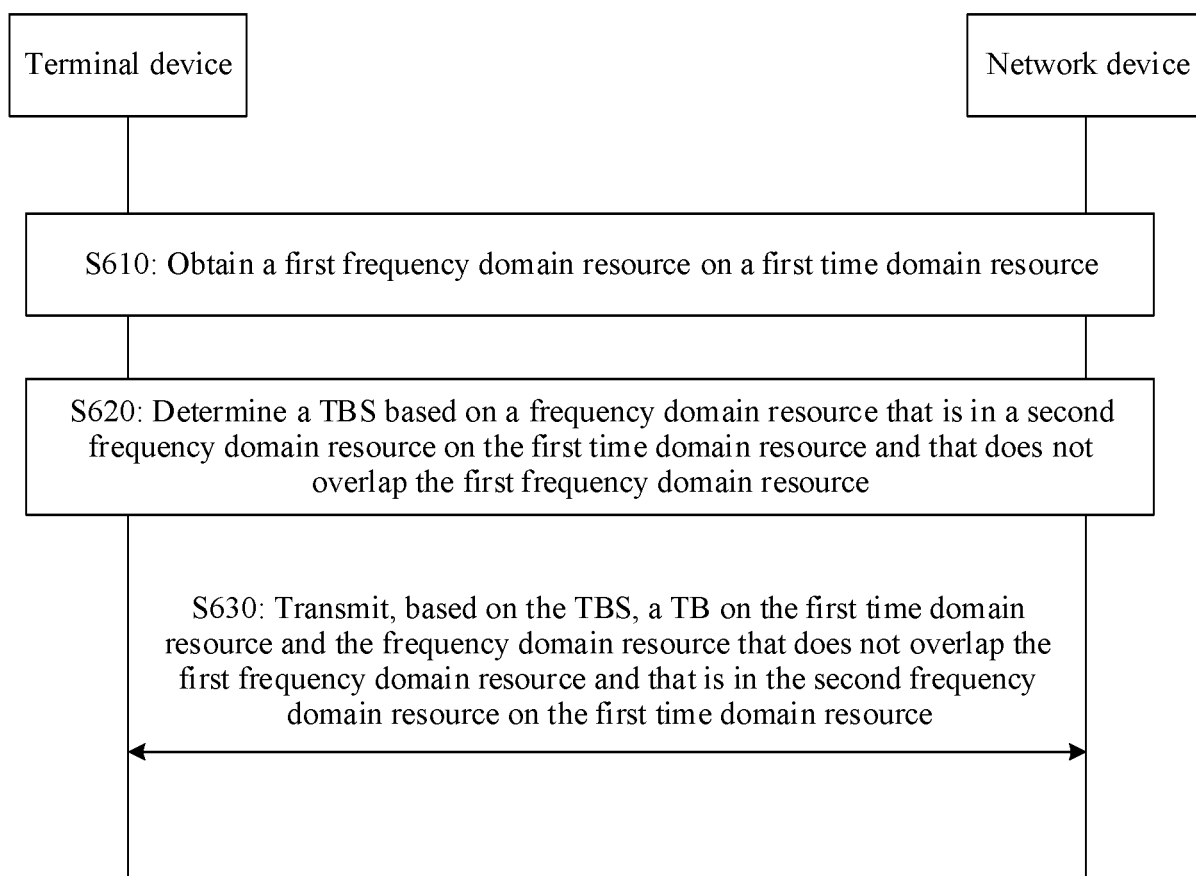 Terminal device
Network device
S610: Obtain a first frequency domain resource on a first time domain resource
S620: Determine a TBS based on a frequency domain resource that is in a second
frequency domain resource on the first time domain resource and that does not
overlap the first frequency domain resource
S630: Transmit, based on the TBS, a TB on the first time domain
resource and the frequency domain resource that does not overlap the
first frequency domain resource and that is in the second frequency
domain resource on the first time domain resource